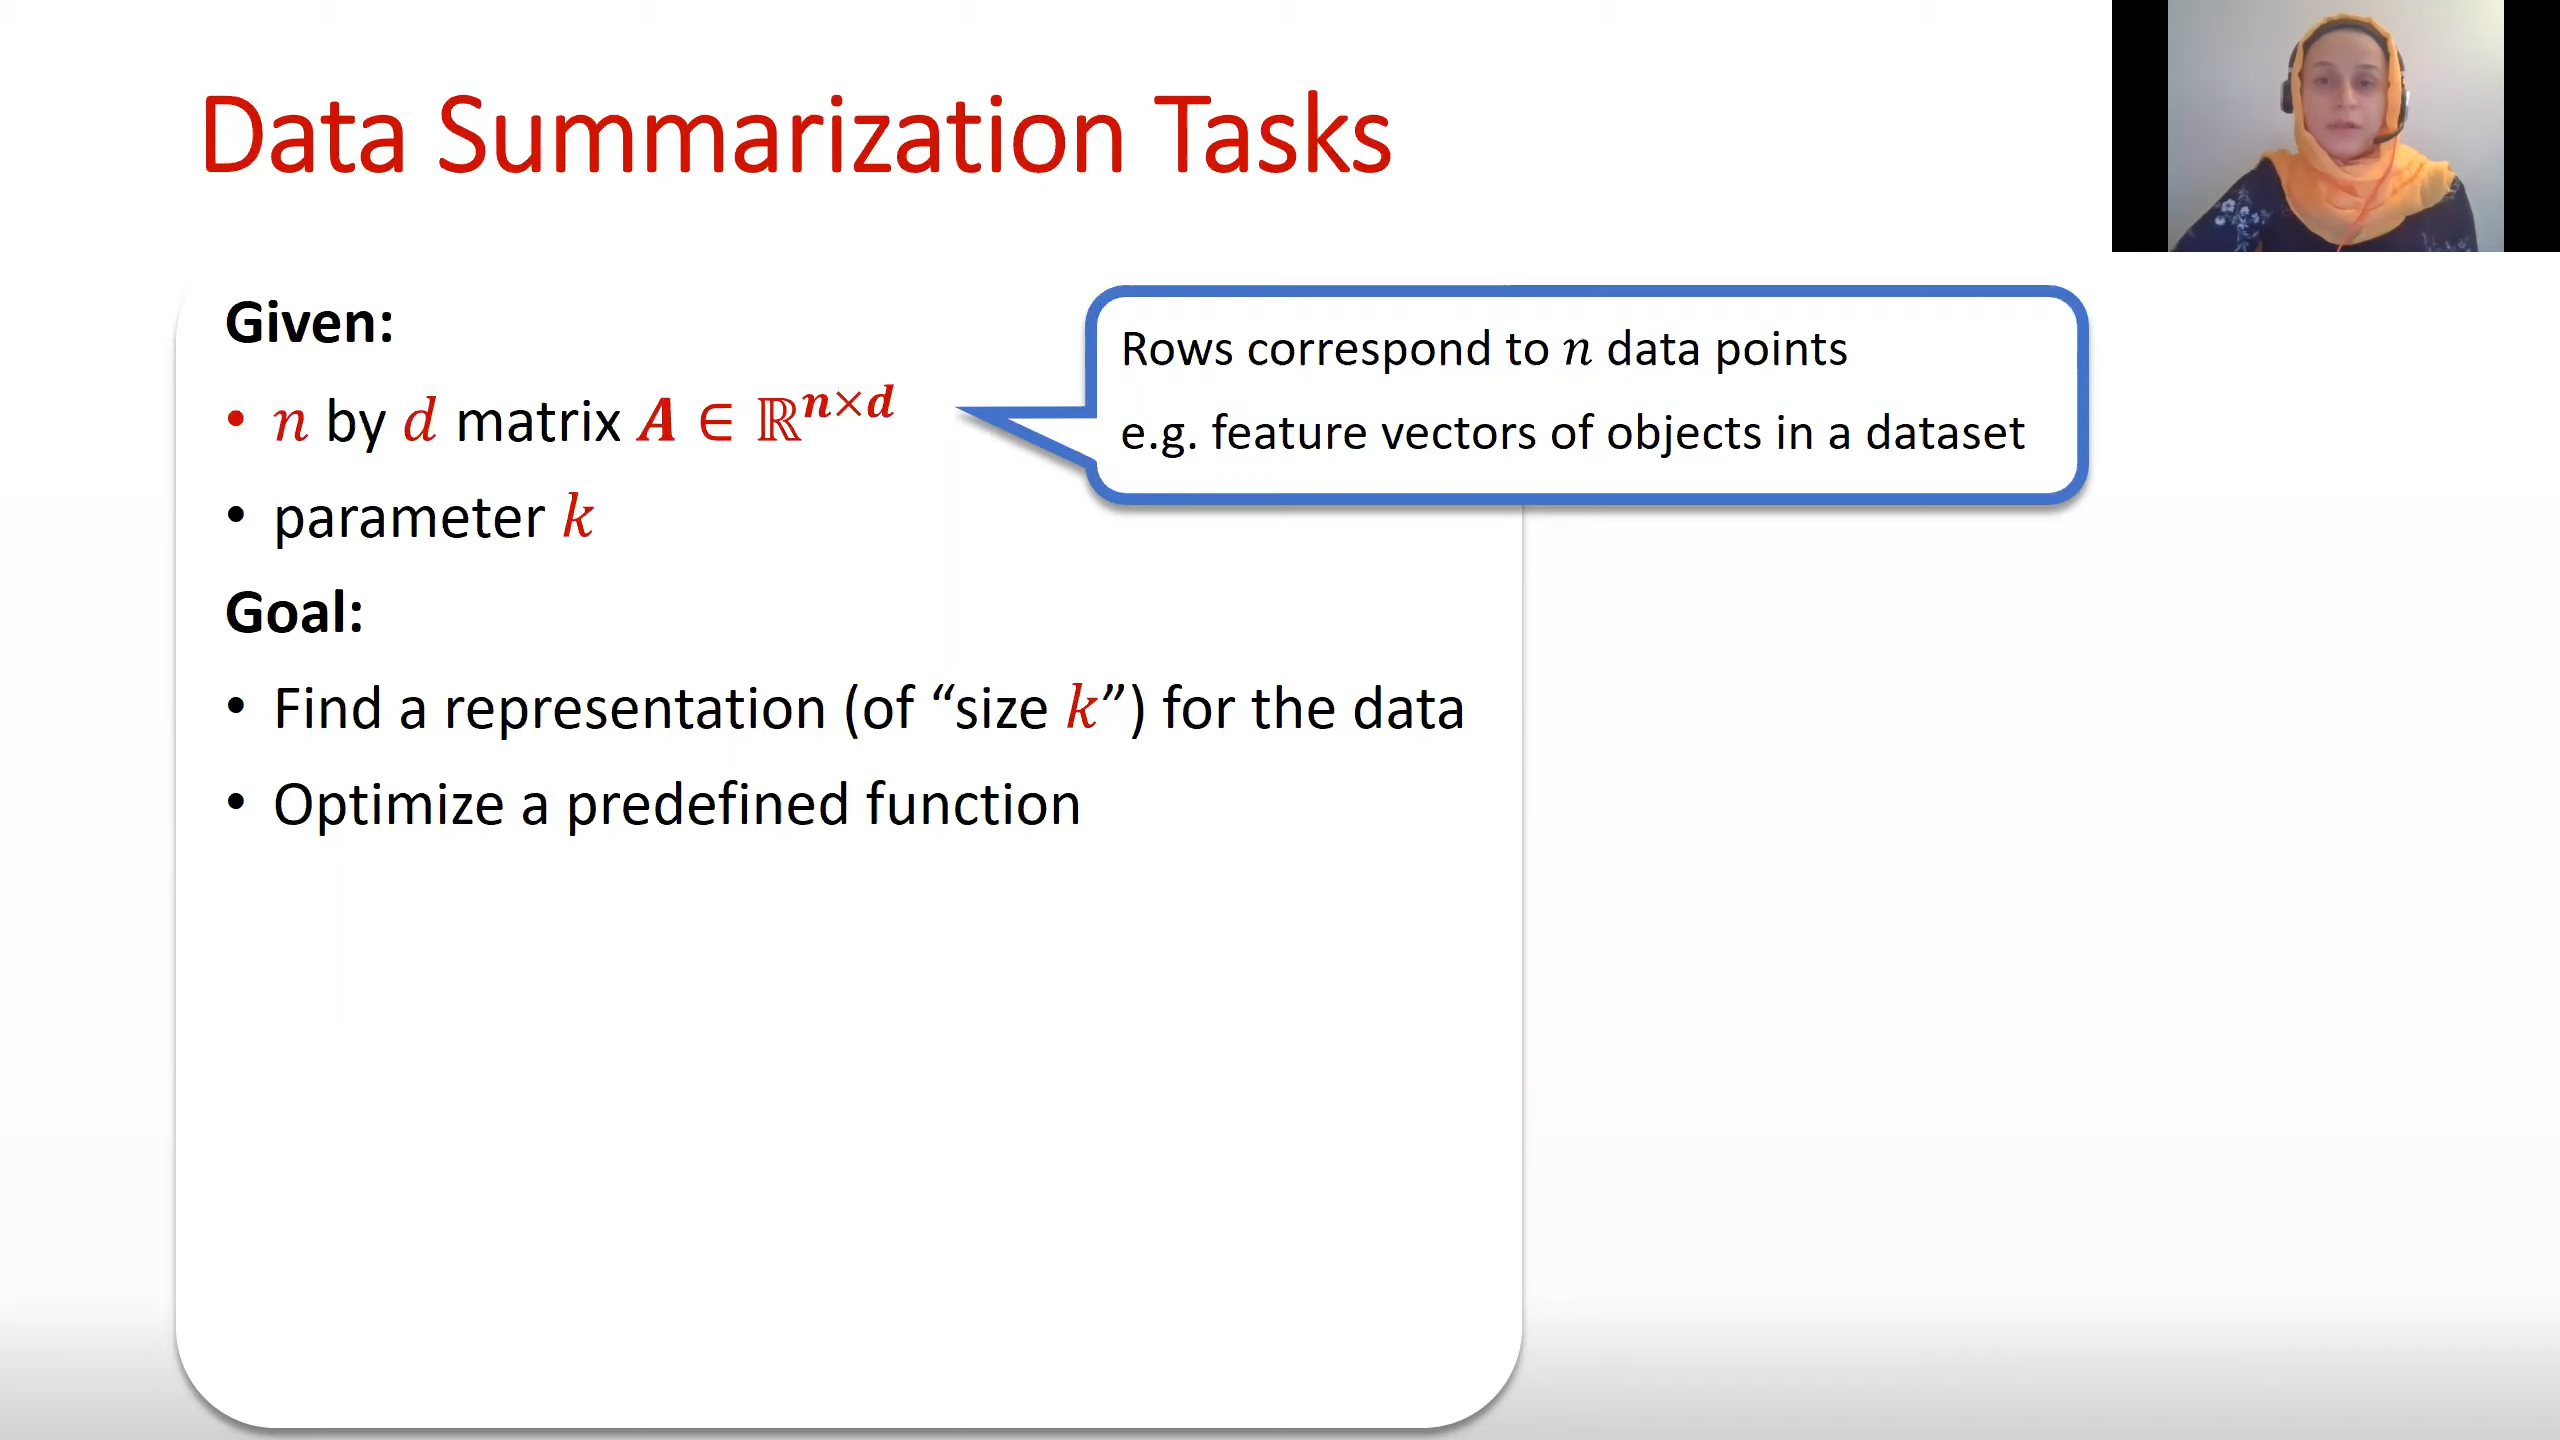 Data Summarization Tasks
Given:
• n by d matrix A ∈ ℝⁿˣᵈ
Rows correspond to n data points
e.g. feature vectors of objects in a dataset
• parameter k
Goal:
• Find a representation (of “size k”) for the data
• Optimize a predefined function